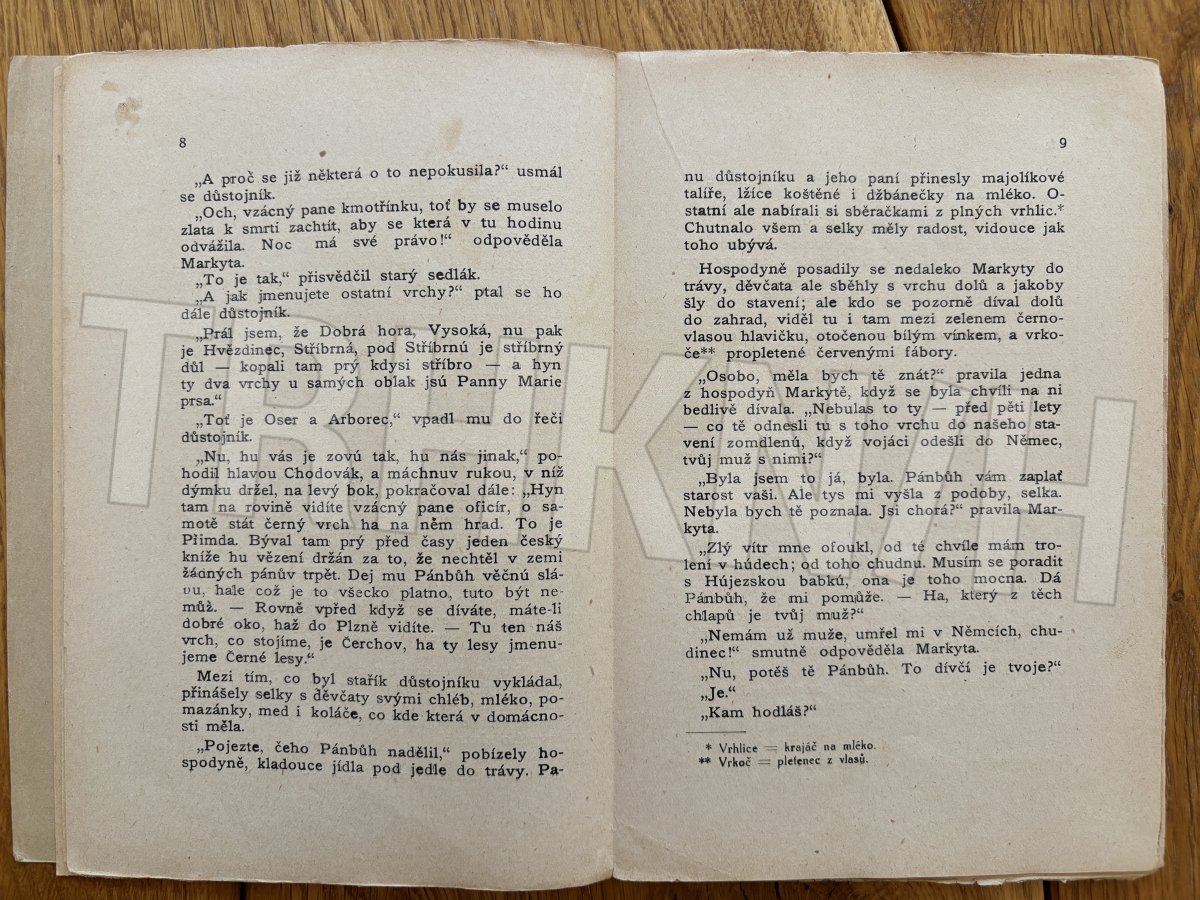 8
„A proč se již některá o to nepokusila?“ usmál
se důstojník.
„Och, vzácný pane kmotřínku, toť by se muselo
zlata k smrti zachtít, aby se která v tu hodinu
odvážila. Noc má své právo!“ odpověděla
Markyta.
„To je tak,“ přisvědčil starý sedlák.
„A jak jmenujete ostatní vrchy?“ ptal se ho
dále důstojník.
„Prál jsem, že Dobrá hora, Vysoká, nu pak
je Hvězdinec, Stříbrná, pod Stříbrnú je stříbrný
důl — kopali tam prý kdysi stříbro — a hyn
ty dva vrchy u samých oblak jsú Panny Marie
prsa.“
„Toť je Oser a Arborec,“ vpadl mu do řeči
důstojník.
„Nu, hu vás je zovú tak, hu nás jinak,“ po-
hodil hlavou Chodovák, a máchnuv rukou, v níž
dýmku držel, na levý bok, pokračoval dále: „Hyn
tam na rovině vidíte vzácný pane oficír, o sa-
motě stát černý vrch ha na něm hrad. To je
Přimda. Býval tam prý před časy jeden český
kníže hu vězení držán za to, že nechtěl v zemi
žádných pánův trpět. Dej mu Pánbůh věčnú slá-
vu, hale což je to všecko platno, tuto být ne-
můž. — Rovně vpřed když se díváte, máte-li
dobré oko, haž do Plzně vidíte. — Tu ten náš
vrch, co stojíme, je Čerchov, ha ty lesy jmenu-
jeme Černé lesy.“
Mezi tím, co byl stařík důstojníku vykládal,
přinášely selky s děvčaty svými chléb, mléko, po-
mazánky, med i koláče, co kde která v domácno-
sti měla.
„Pojezte, čeho Pánbůh nadělil,“ pobízely ho-
spodyně, kladouce jídla pod jedle do trávy. Pa-
9
nu důstojníku a jeho paní přinesly majolíkové
talíře, lžíce koštěné i džbánečky na mléko. O-
statní ale nabírali si sběračkami z plných vrhlic.*
Chutnalo všem a selky měly radost, vidouce jak
toho ubývá.
Hospodyně posadily se nedaleko Markyty do
trávy, děvčata ale sběhly s vrchu dolů a jakoby
šly do stavení; ale kdo se pozorně díval dolů
do zahrad, viděl tu i tam mezi zelenem černo-
vlasou hlavičku, otočenou bílým vínkem, a vrko-
če** propletené červenými fábory.
„Osobo, měla bych tě znát?“ pravila jedna
z hospodyň Markytě, když se byla chvíli na ni
bedlivě dívala. „Nebulas to ty — před pěti lety
— co tě odnesli tu s toho vrchu do našeho sta-
vení zomdlenú, když vojáci odešli do Němec,
tvůj muž s nimi?“
„Byla jsem to já, byla. Pánbůh vám zaplať
starost vaši. Ale tys mi vyšla z podoby, selka.
Nebyla bych tě poznala. Jsi chorá?“ pravila Mar-
kyta.
„Zlý vítr mne ofoukl, od té chvíle mám tro-
lení v húdech; od toho chudnu. Musím se poradit
s Hújezskou babkú, ona je toho mocna. Dá
Pánbůh, že mi pomůže. — Ha, který z těch
chlapů je tvůj muž?“
„Nemám už muže, umřel mi v Němcích, chu-
dinec!“ smutně odpověděla Markyta.
„Nu, potěš tě Pánbůh. To dívčí je tvoje?“
„Je.“
„Kam hodláš?“
* Vrhlice = krajáč na mléko.
** Vrkoč = pletenec z vlasů.
TREKNIH